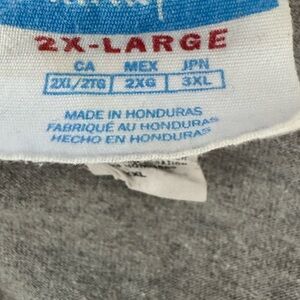 2X-LARGE
CA MEX JPN
2XL/2TG 2XG 3XL
MADE IN HONDURAS
FABRIQUÉ AU HONDURAS
HECHO EN HONDURAS